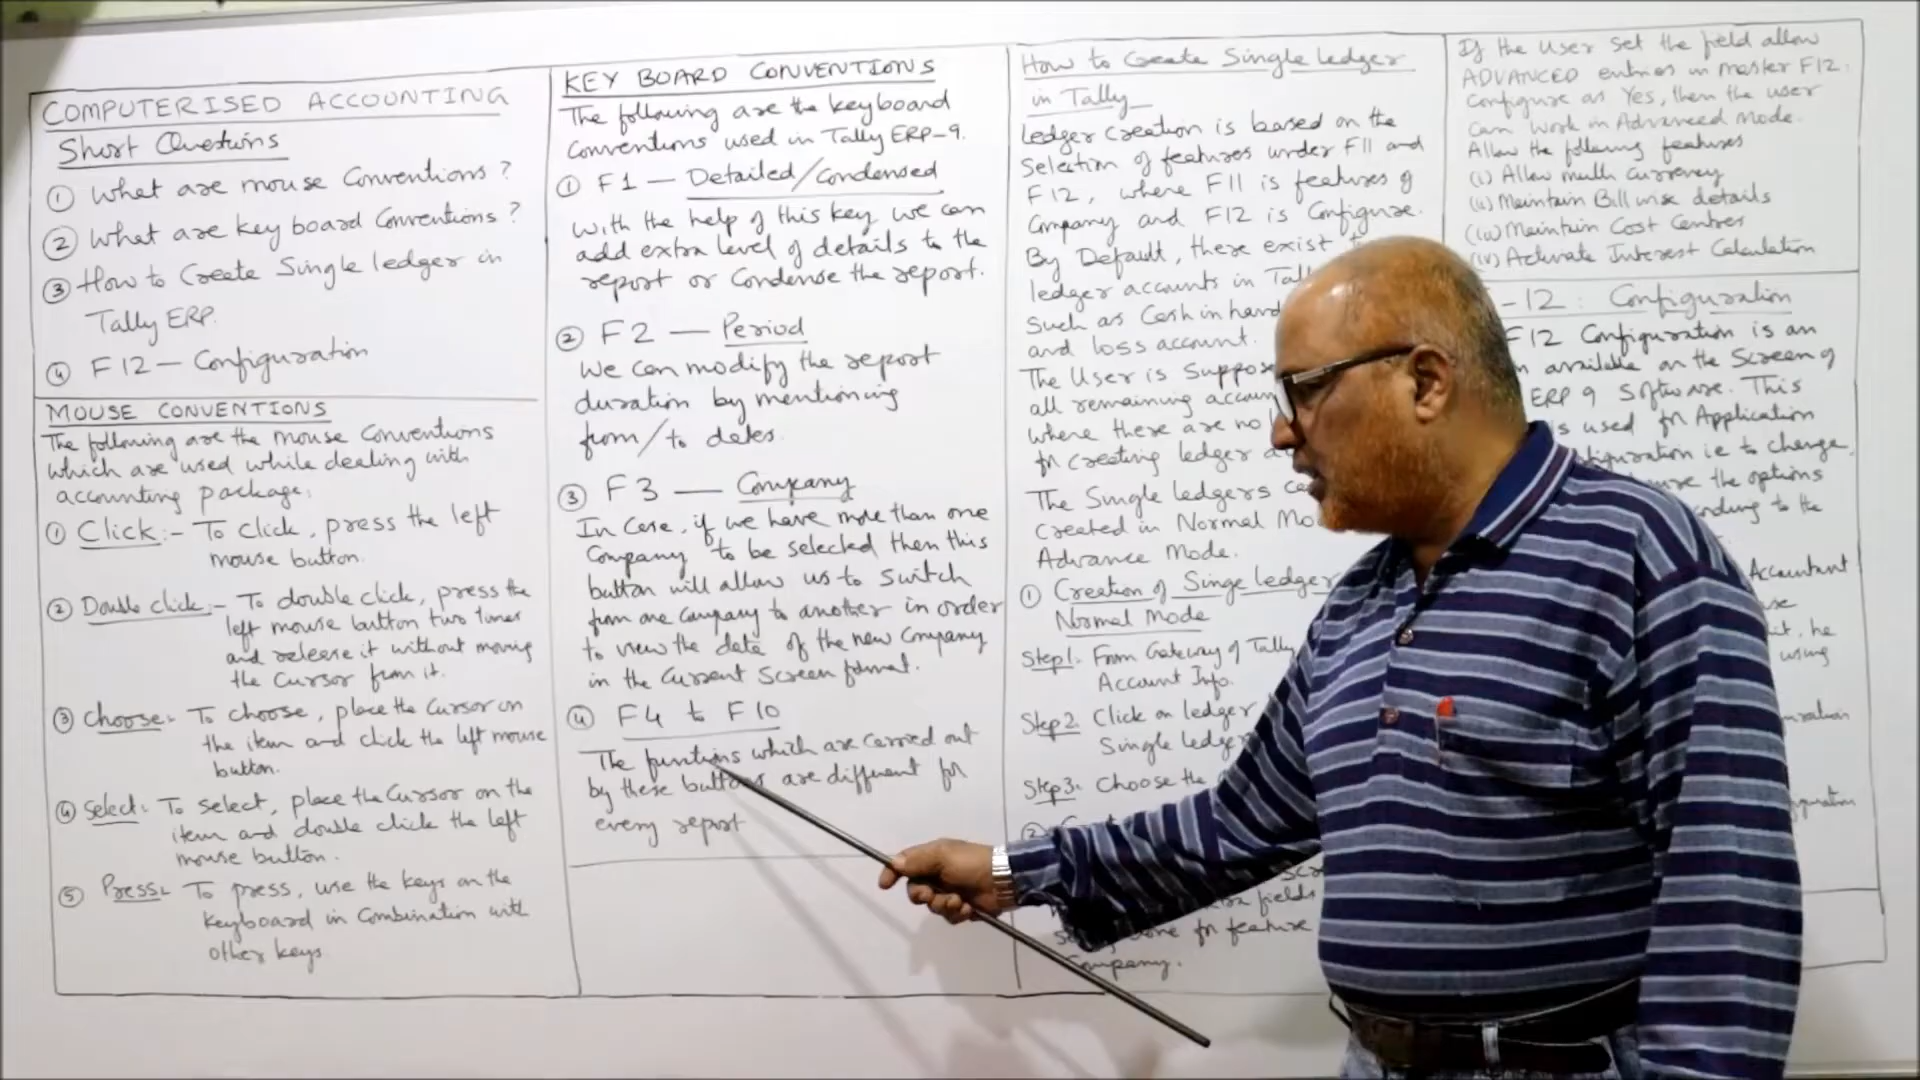 COMPUTERISED ACCOUNTING
Short Questions
① What are mouse Conventions?
② What are key board Conventions?
③ How to Create Single ledger in
Tally ERP.
④ F12 — Configuration
MOUSE CONVENTIONS
The following are the mouse Conventions
which are used while dealing with
accounting package.
① Click:- To click, press the left
mouse button.
② Double click:- To double click, press the
left mouse button two times
and release it without moving
the cursor from it.
③ Choose: To choose, place the Cursor on
the item and click the left mouse
button.
④ Select: To select, place the Cursor on the
item and double click the left
mouse button.
⑤ Press: To press, use the keys on the
keyboard in Combination with
other keys
KEY BOARD CONVENTIONS
The following are the keyboard
Conventions used in Tally ERP-9.
① F1 — Detailed/Condensed
With the help of this key we can
add extra level of details to the
report or Condense the report.
② F2 — Period
We can modify the report
duration by mentioning
from/to dates.
③ F3 — Company
In Case, if we have more than one
Company to be selected then this
button will allow us to switch
from one Company to another in order
to view the data of the new Company
in the Current Screen format.
④ F4 to F10
The functions which are carried out
by these buttons are different for
every report
How to Create Single ledger
in Tally
Ledger Creation is based on the
Selection of features under F11 and
F12, where F11 is features of
Company and F12 is Configure.
By Default, there exist
ledger accounts in
Such as Cash in hand
and loss account.
The User is
all remaining
where there are no
for creating ledger
The Single ledgers
Created in Normal
Advance Mode.
① Creation of Singe ledger
Normal Mode
Step1. From Gateway of Tally
Account Info.
Step2. Click on ledger
Single
Step3. Choose the
②
fields
for feature
Company.
If the User set the field allow
ADVANCED entries in master F12:
Configure as Yes, then the user
Can work in Advanced Mode.
Allow the following features
(i) Allow multi Currency
(ii) Maintain Bill wise details
(iii) Maintain Cost Centres
(iv) Activate Interest Calculation
-12: Configuration
F12 Configuration is an
available on the Screen of
ERP 9 Software. This
used for Application
ie to change,
the options
to the
Accountant
he
using